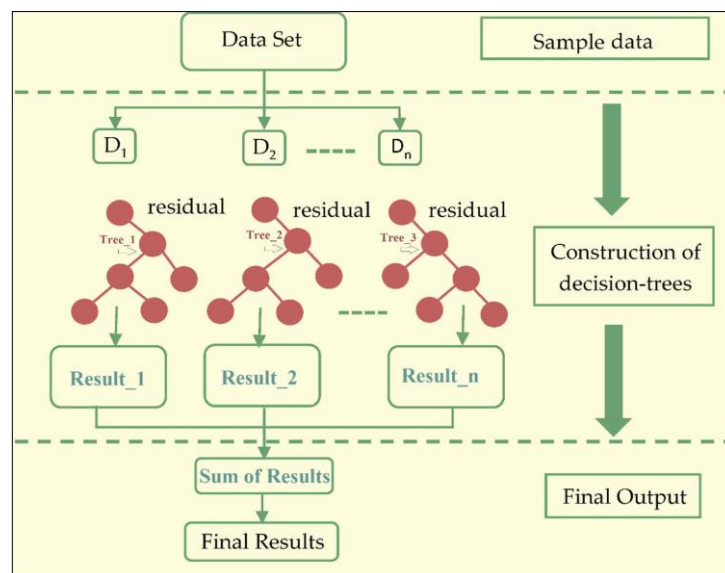 Data Set
Sample data
D1
D2
Dn
residual
residual
residual
Tree_1
Tree_2
Tree_3
Construction of
decision-trees
Result_1
Result_2
Result_n
Sum of Results
Final Output
Final Results